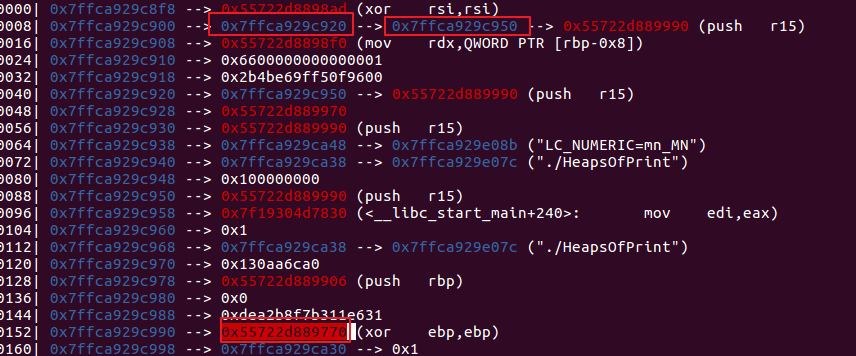 0000| 0x7ffca929c8f8 --> 0x55722d8898ad (xor    rsi,rsi)
0008| 0x7ffca929c900 --> 0x7ffca929c920 --> 0x7ffca929c950 --> 0x55722d889990 (push   r15)
0016| 0x7ffca929c908 --> 0x55722d8898f0 (mov    rdx,QWORD PTR [rbp-0x8])
0024| 0x7ffca929c910 --> 0x6600000000000001
0032| 0x7ffca929c918 --> 0x2b4be69ff50f9600
0040| 0x7ffca929c920 --> 0x7ffca929c950 --> 0x55722d889990 (push   r15)
0048| 0x7ffca929c928 --> 0x55722d889970
0056| 0x7ffca929c930 --> 0x55722d889990 (push   r15)
0064| 0x7ffca929c938 --> 0x7ffca929ca48 --> 0x7ffca929e08b ("LC_NUMERIC=mn_MN")
0072| 0x7ffca929c940 --> 0x7ffca929ca38 --> 0x7ffca929e07c ("./HeapsOfPrint")
0080| 0x7ffca929c948 --> 0x100000000
0088| 0x7ffca929c950 --> 0x55722d889990 (push   r15)
0096| 0x7ffca929c958 --> 0x7f19304d7830 (<__libc_start_main+240>:       mov    edi,eax)
0104| 0x7ffca929c960 --> 0x1
0112| 0x7ffca929c968 --> 0x7ffca929ca38 --> 0x7ffca929e07c ("./HeapsOfPrint")
0120| 0x7ffca929c970 --> 0x130aa6ca0
0128| 0x7ffca929c978 --> 0x55722d889906 (push   rbp)
0136| 0x7ffca929c980 --> 0x0
0144| 0x7ffca929c988 --> 0xdea2b8f7b311e631
0152| 0x7ffca929c990 --> 0x55722d889770 (xor    ebp,ebp)
0160| 0x7ffca929c998 --> 0x7ffca929ca30 --> 0x1